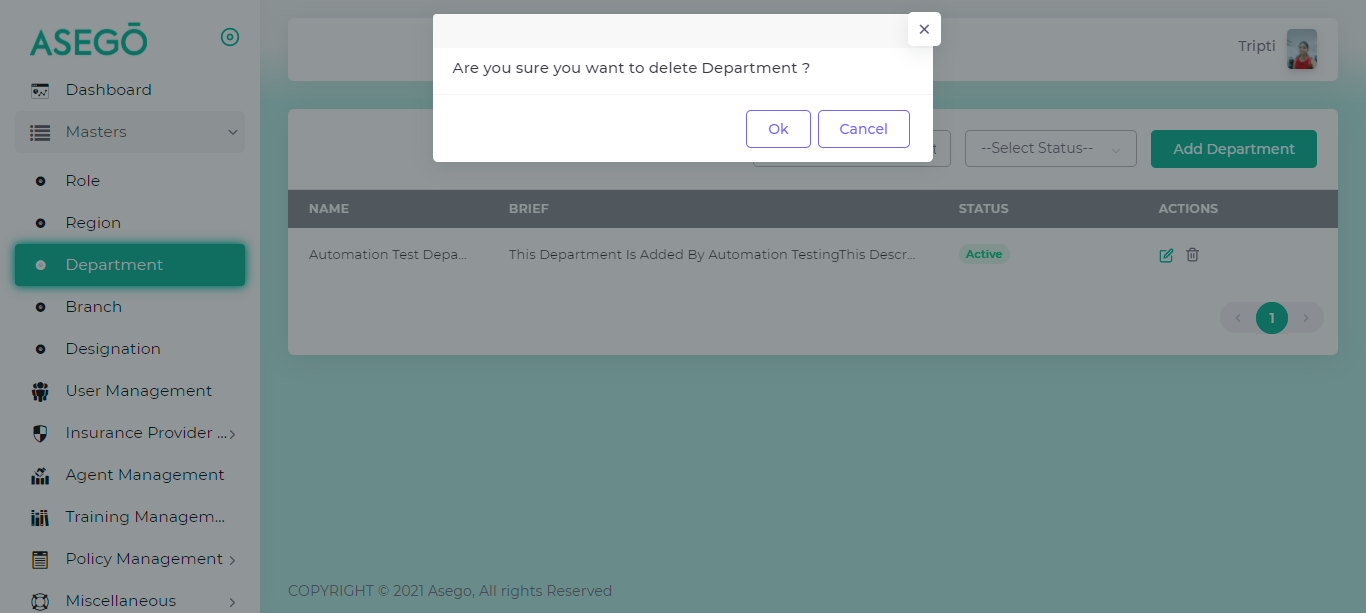 ASEGŌ
Dashboard
Masters
Role
Region
Department
Branch
Designation
User Management
Insurance Provider ...
Agent Management
Training Managem...
Policy Management
Miscellaneous
Tripti
Are you sure you want to delete Department ?
Ok
Cancel
--Select Status--
Add Department
NAME BRIEF STATUS ACTIONS
Automation Test Depa... This Department Is Added By Automation TestingThis Descr... Active
1
COPYRIGHT © 2021 Asego, All rights Reserved